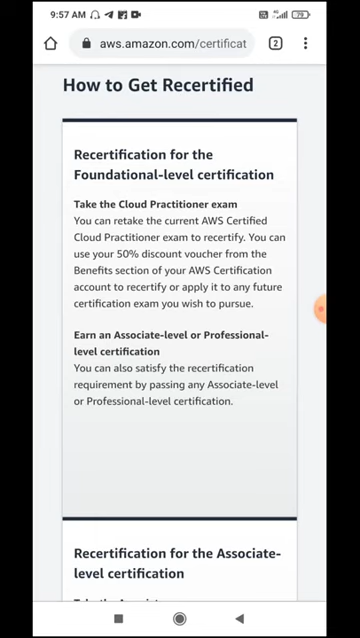 9:57 AM
79
aws.amazon.com/certificat
2
How to Get Recertified
Recertification for the
Foundational-level certification
Take the Cloud Practitioner exam
You can retake the current AWS Certified
Cloud Practitioner exam to recertify. You can
use your 50% discount voucher from the
Benefits section of your AWS Certification
account to recertify or apply it to any future
certification exam you wish to pursue.
Earn an Associate-level or Professional-
level certification
You can also satisfy the recertification
requirement by passing any Associate-level
or Professional-level certification.
Recertification for the Associate-
level certification